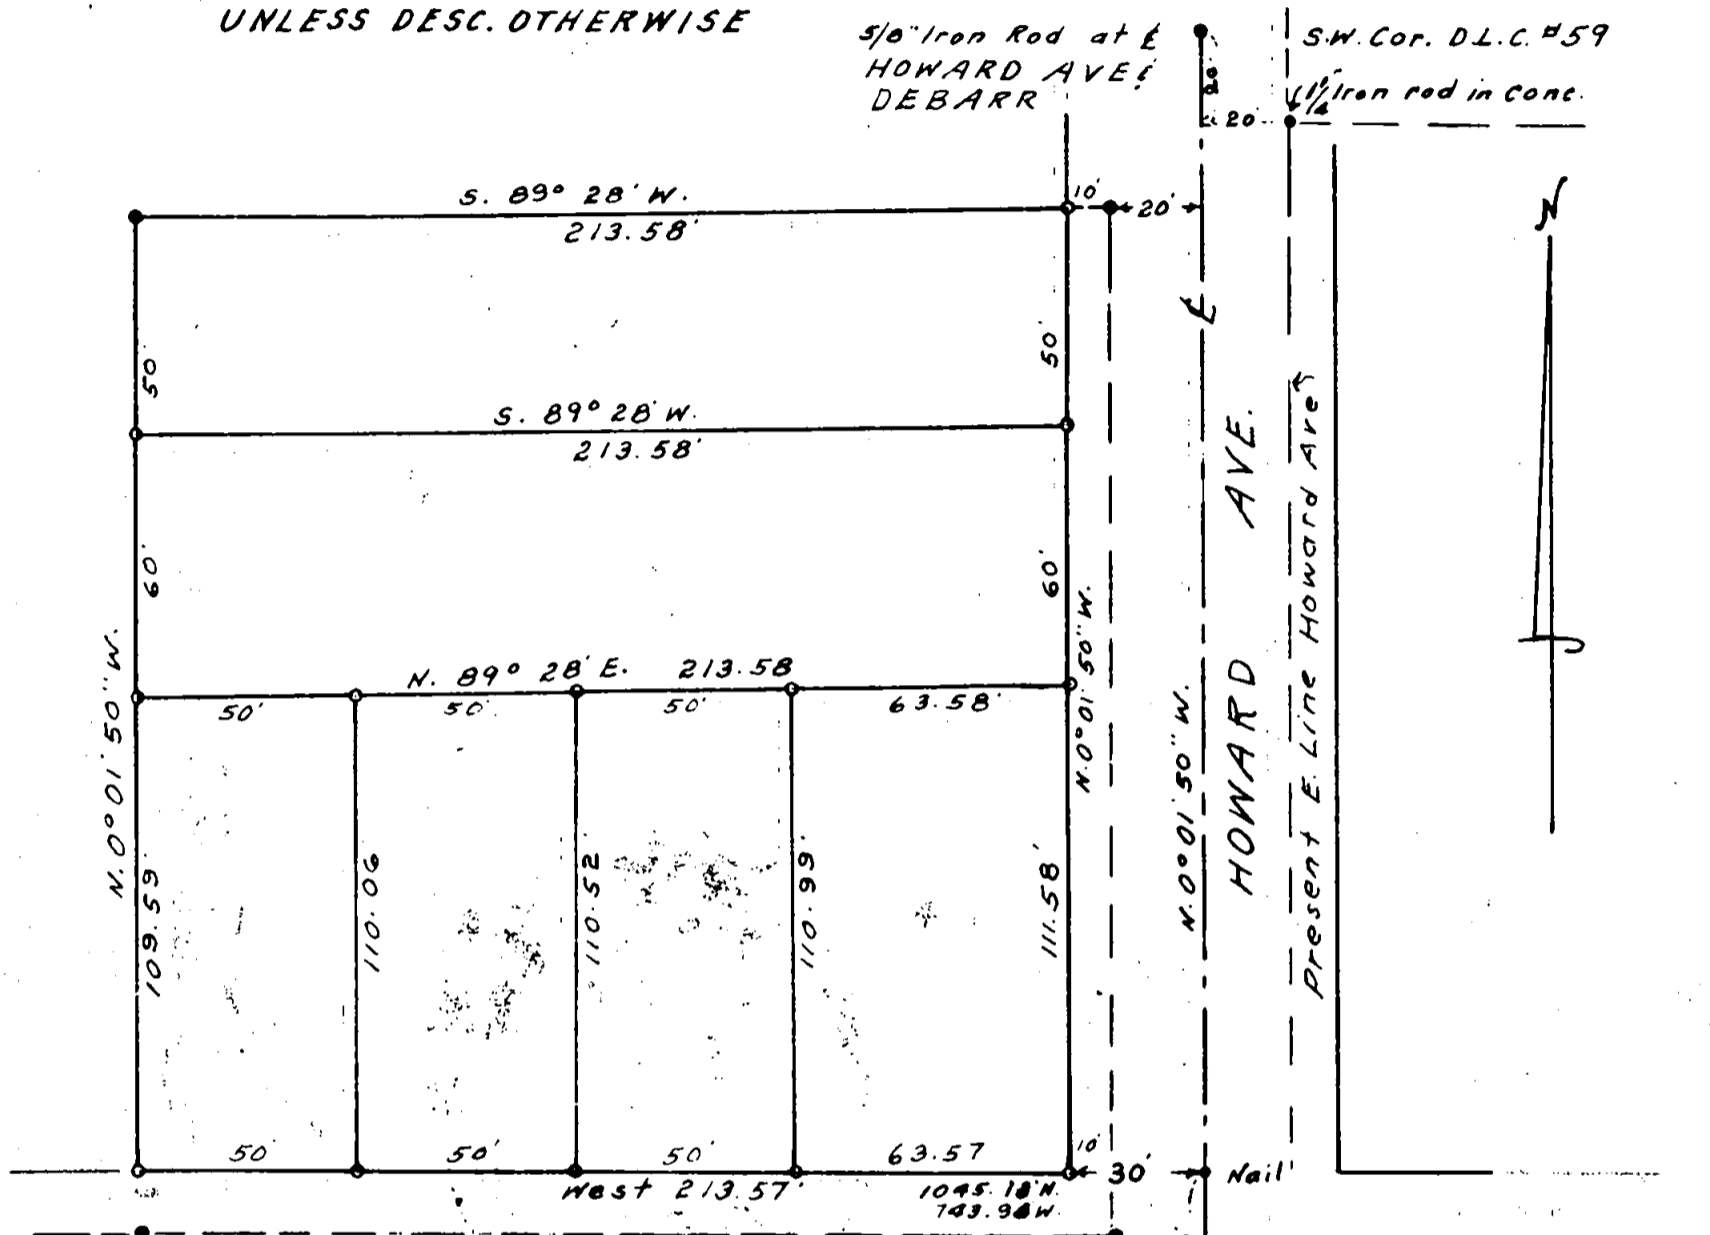 UNLESS DESC. OTHERWISE
5/8" Iron Rod at ℄
HOWARD AVE &
DEBARR
S.W. Cor. D.L.C. #59
1 1/4" Iron rod in conc.
20'
20'
N
S. 89° 28' W.
213.58'
10'
20'
50'
50'
℄
S. 89° 28' W.
213.58'
60'
60'
N. 0° 01' 50" W.
N. 89° 28' E. 213.58
50'
50'
50'
63.58'
N. 0° 01' 50" W.
N. 0° 01' 50" W.
HOWARD AVE.
Present E. Line Howard Ave
109.59'
110.06
110.52
110.99'
111.58'
50'
50'
50'
63.57
10'
West 213.57'
30'
Nail
1045.18 N.
W.